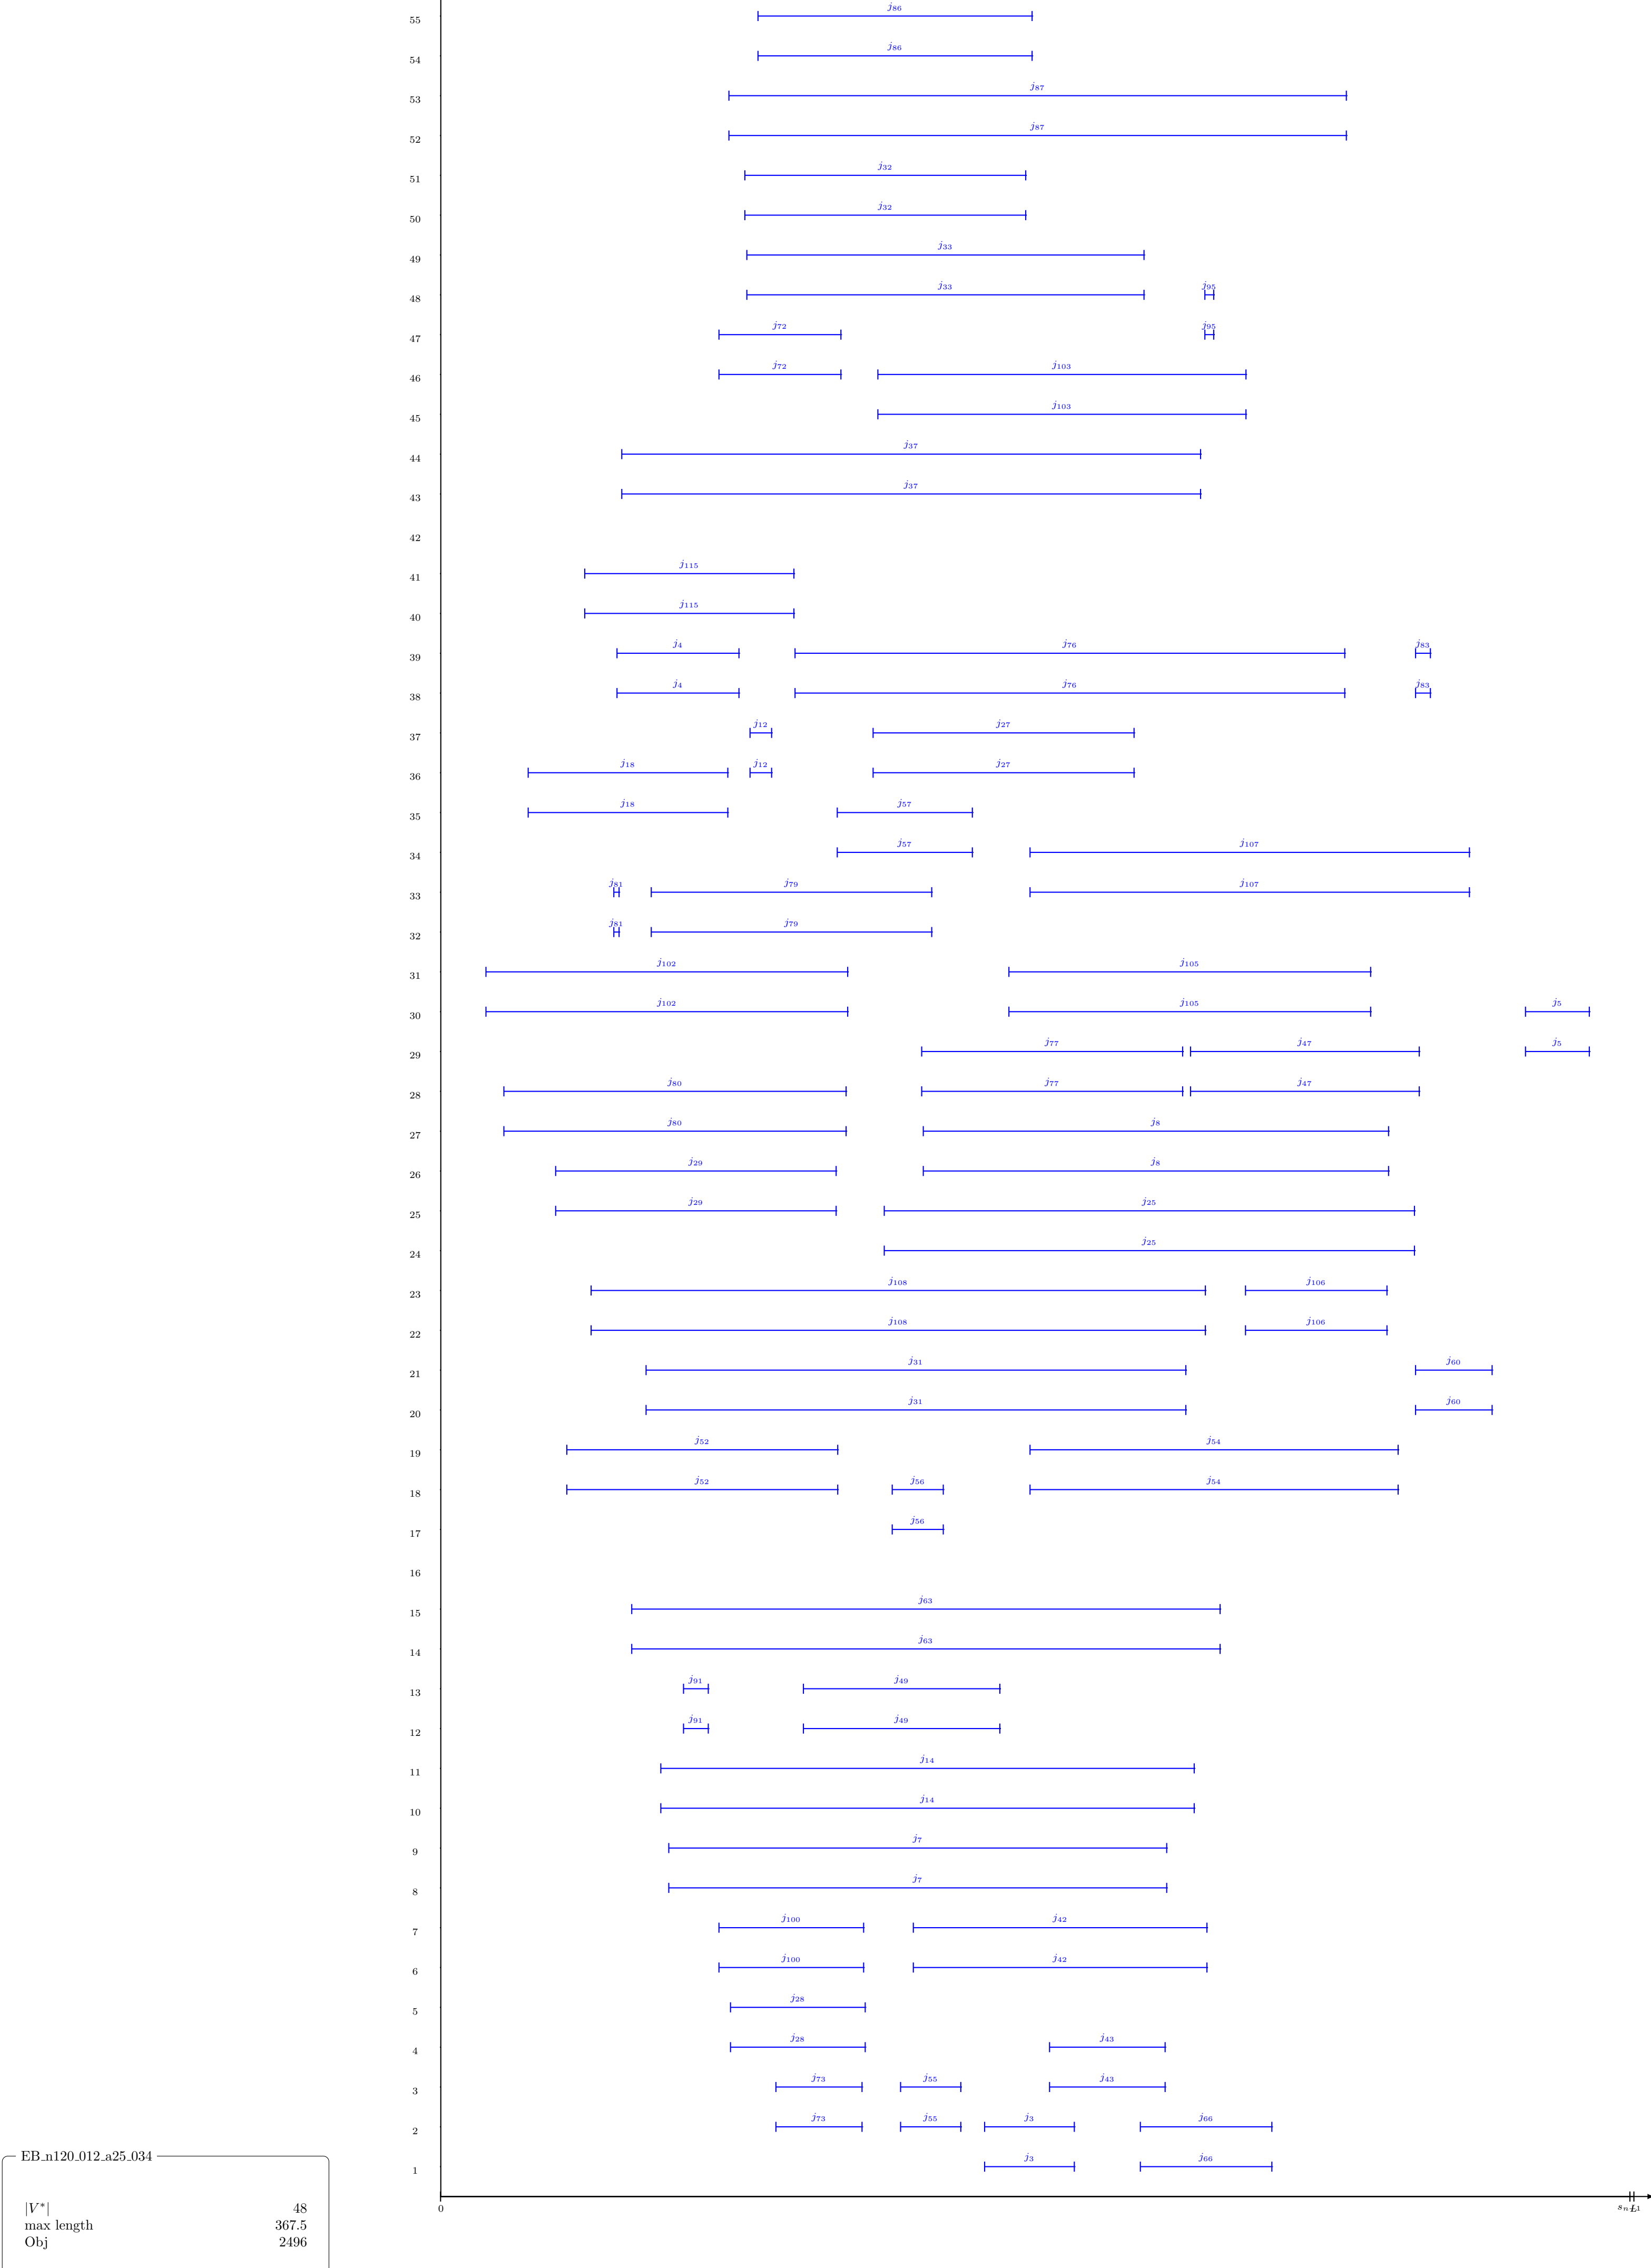 j86
55
j86
54
j87
53
j87
52
j32
51
j32
50
j33
49
j33 j95
48
j72 j95
47
j72 j103
46
j103
45
j37
44
j37
43
42
j115
41
j115
40
j4 j76 j83
39
j4 j76 j83
38
j12 j27
37
j18 j12 j27
36
j18 j57
35
j57 j107
34
j81 j79 j107
33
j81 j79
32
j102 j105
31
j102 j105 j5
30
j77 j47 j5
29
j80 j77 j47
28
j80 j8
27
j29 j8
26
j29 j25
25
j25
24
j108 j106
23
j108 j106
22
j31 j60
21
j31 j60
20
j52 j54
19
j52 j56 j54
18
j56
17
16
j63
15
j63
14
j91 j49
13
j91 j49
12
j14
11
j14
10
j7
9
j7
8
j100 j42
7
j100 j42
6
j28
5
j28 j43
4
j73 j55 j43
3
j73 j55 j3 j66
2
j3 j66
1
0
EB_n120_012_a25_034
|V*| 48
max length 367.5
Obj 2496